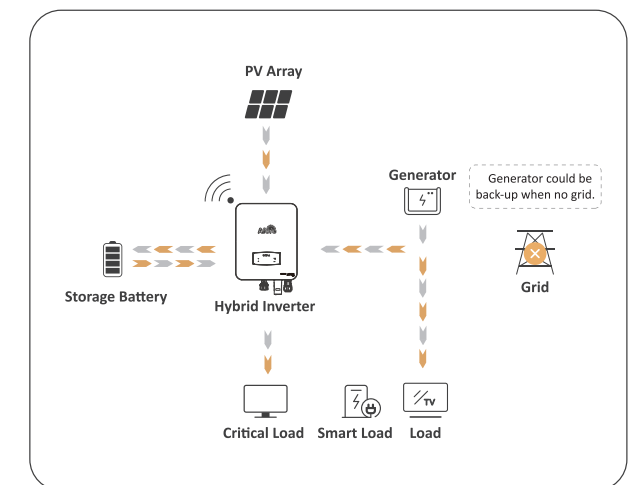 PV Array
Generator
Generator could be
back-up when no grid.
Storage Battery
Hybrid Inverter
Grid
TV
Critical Load
Smart Load
Load